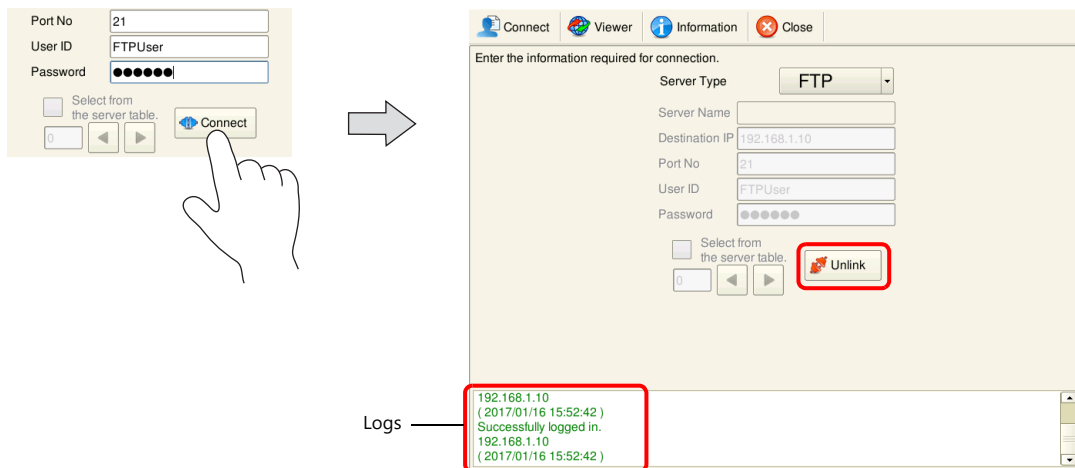 Port No 21
User ID FTPUser
Password ●●●●●●
Select from
the server table.
0
Connect
Connect Viewer Information Close
Enter the information required for connection.
Server Type FTP
Server Name
Destination IP 192.168.1.10
Port No 21
User ID FTPUser
Password ●●●●●●
Select from
the server table.
0
Unlink
Logs
192.168.1.10
( 2017/01/16 15:52:42 )
Successfully logged in.
192.168.1.10
( 2017/01/16 15:52:42 )